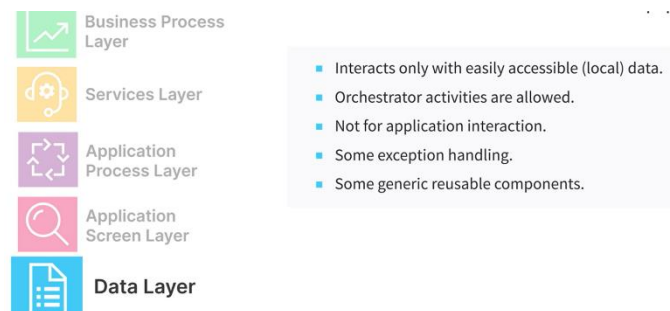 Business Process
Layer
Services Layer
Application
Process Layer
Application
Screen Layer
Data Layer
Interacts only with easily accessible (local) data.
Orchestrator activities are allowed.
Not for application interaction.
Some exception handling.
Some generic reusable components.